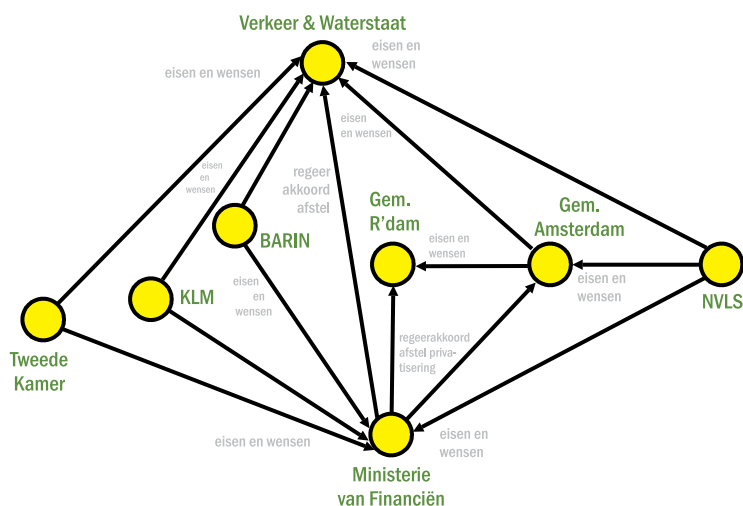 Verkeer & Waterstaat
eisen en
wensen
eisen en wensen
eisen
en wensen
eisen
en
wensen
regeer
akkoord
afstel
Gem.
R'dam
Gem.
Amsterdam
BARIN
eisen en
wensen
eisen
en
wensen
eisen en
wensen
KLM
NVLS
Tweede
Kamer
regeerakkoord
afstel priva-
tisering
eisen en wensen
eisen en
wensen
Ministerie
van Financiën